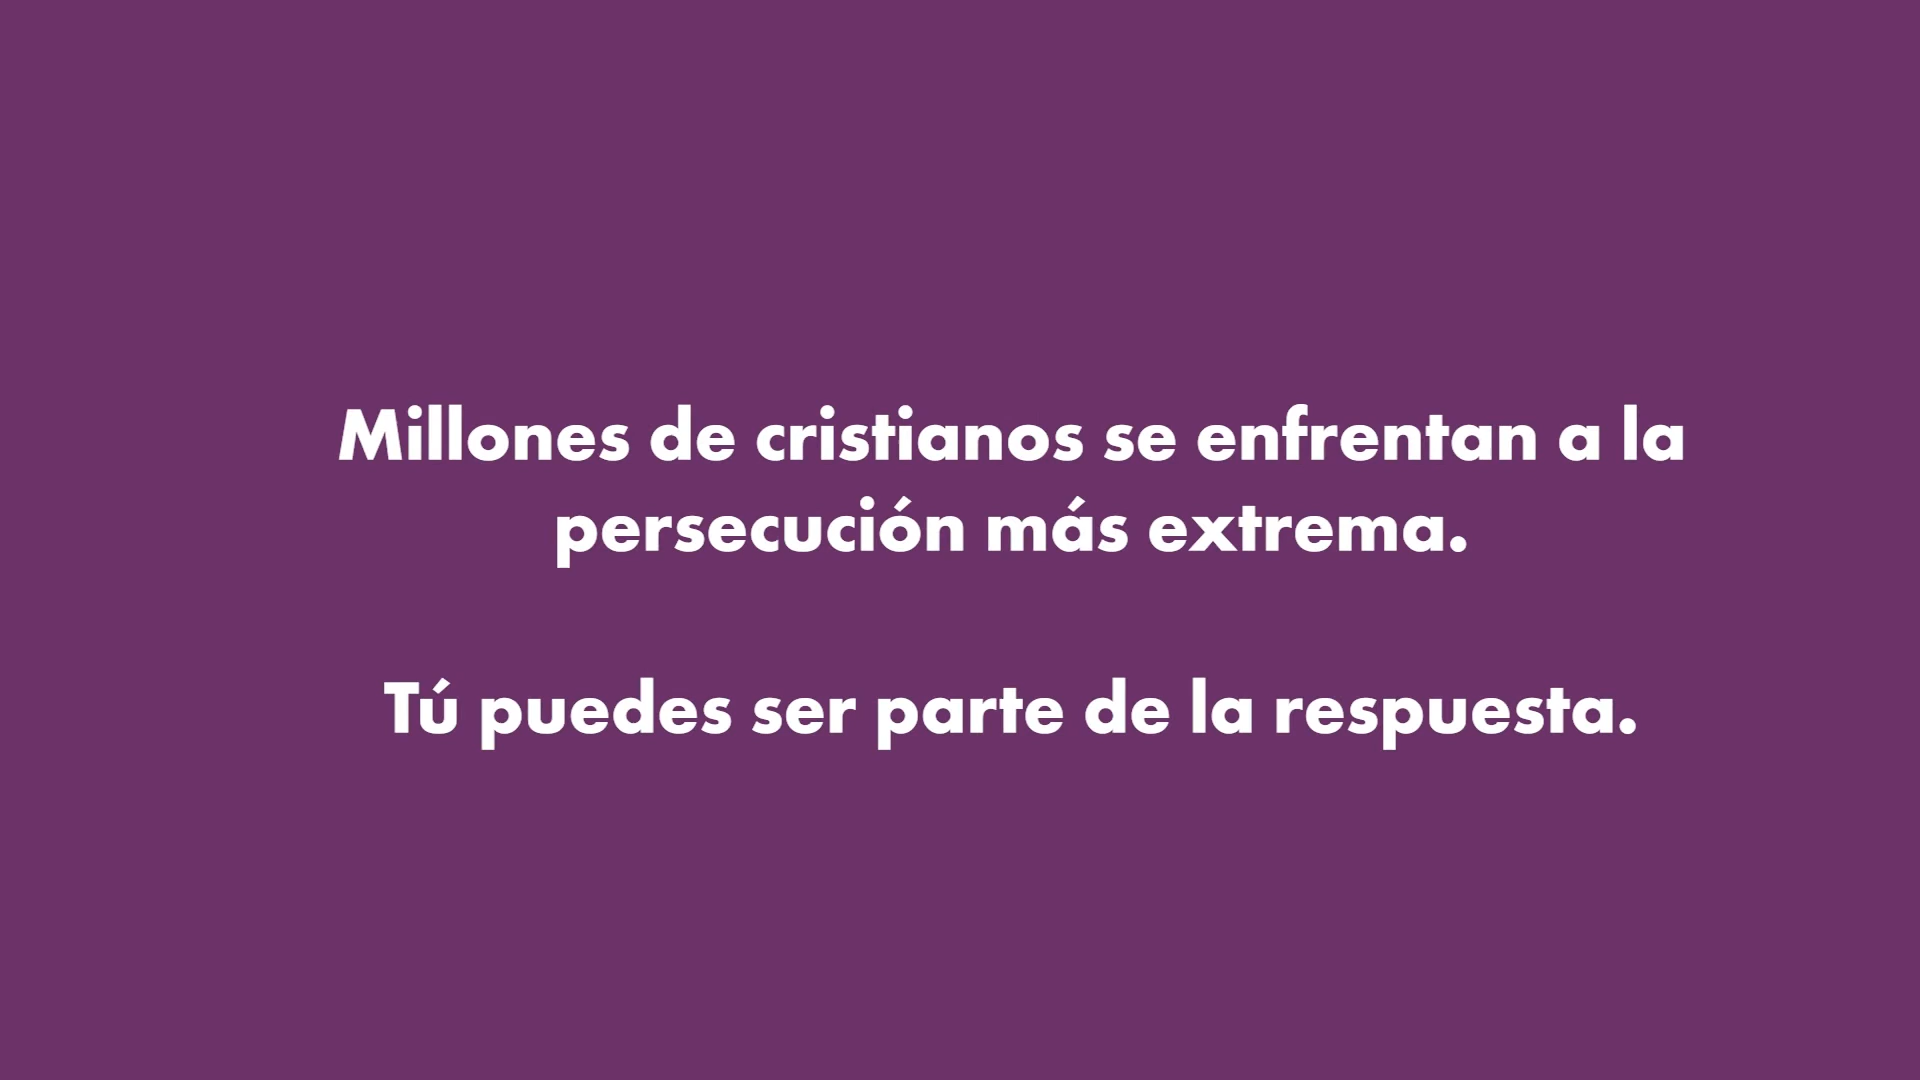 Millones de cristianos se enfrentan a la
persecución más extrema.
Tú puedes ser parte de la respuesta.